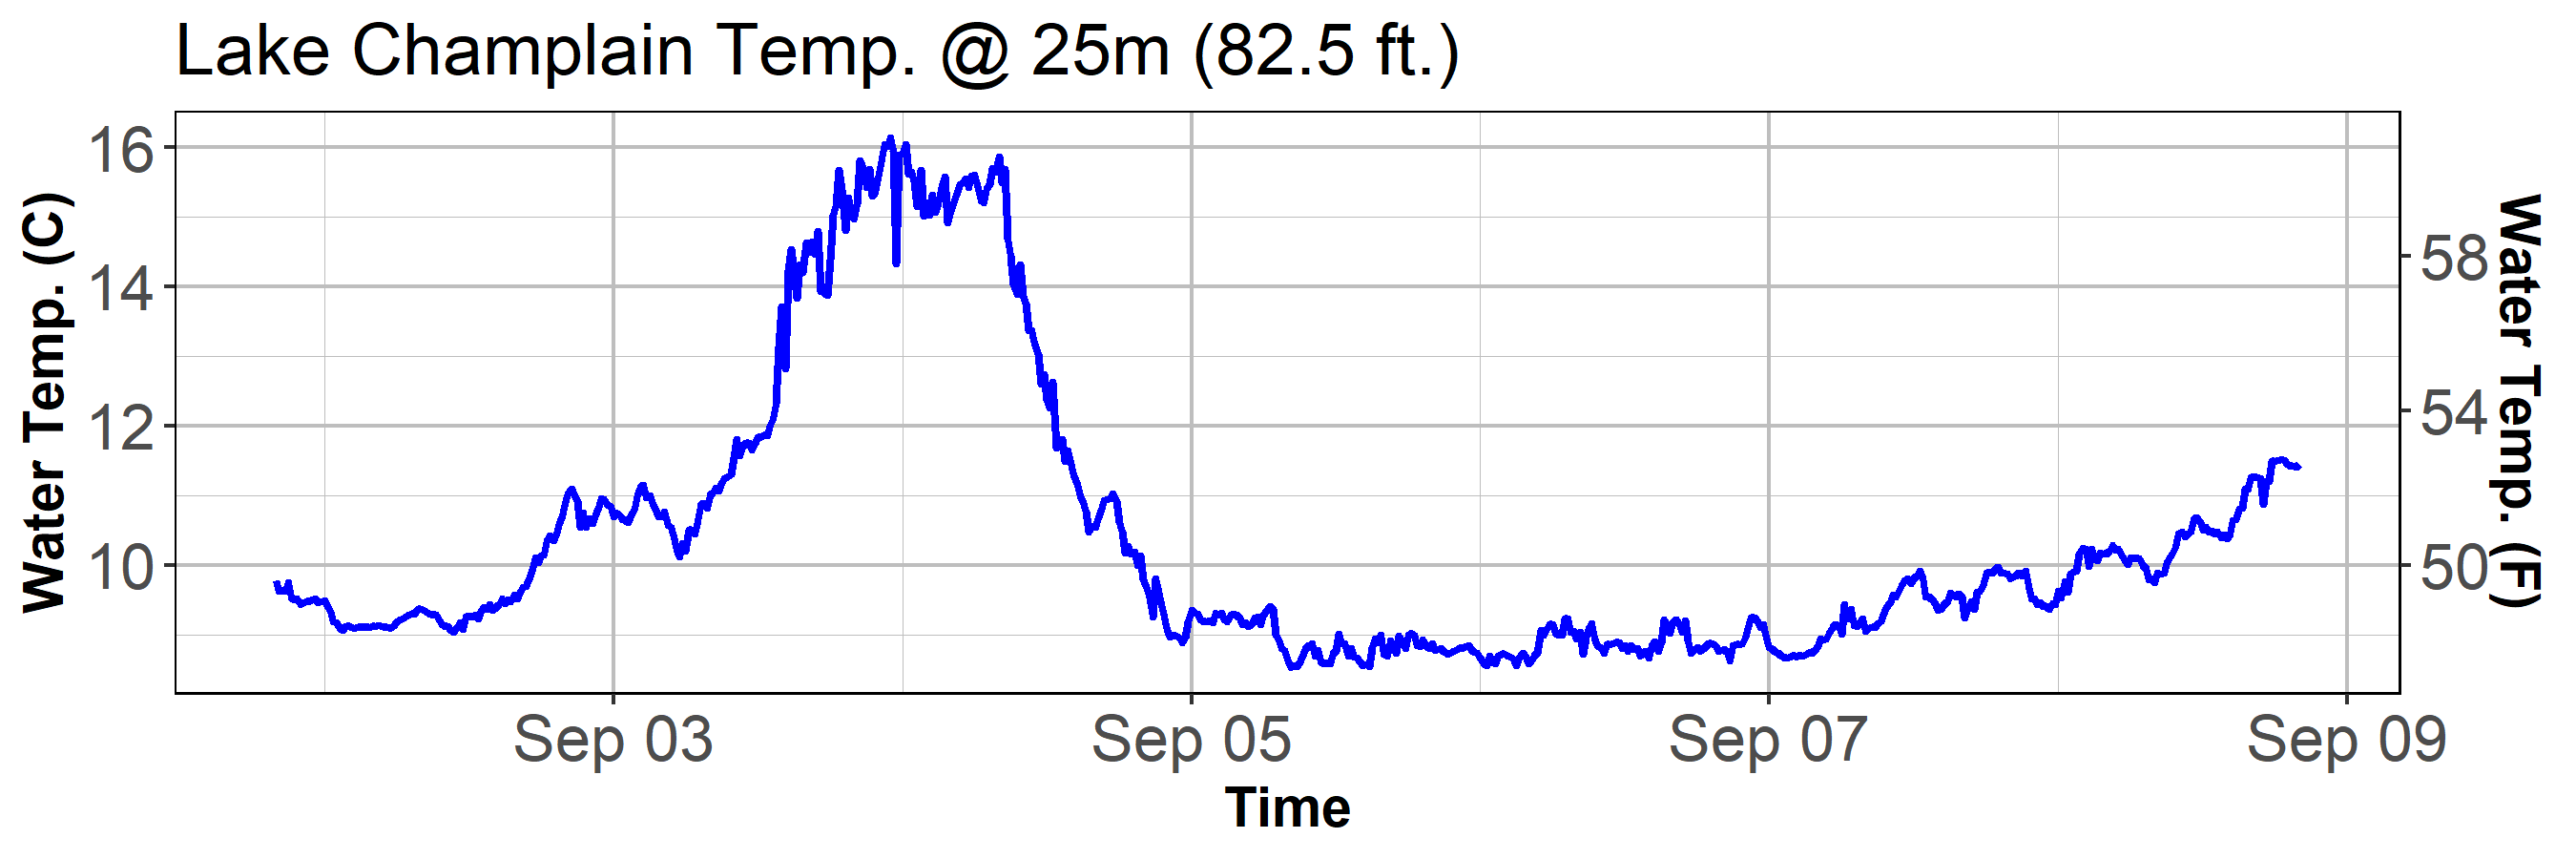 Lake Champlain Temp. @ 25m (82.5 ft.)
Water Temp. (C)
16
14
12
10
58
54
50
Water Temp. (F)
Sep 03
Sep 05
Sep 07
Sep 09
Time